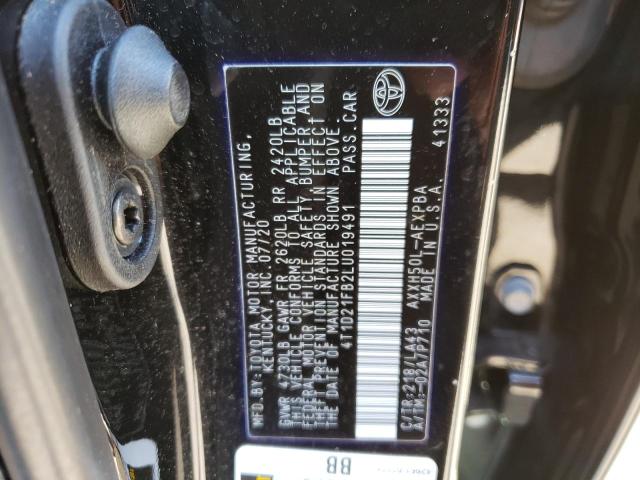 MFD.BY:TOYOTA MOTOR MANUFACTURING,
KENTUCKY, INC. 07/20
GVWR 4730LB GAWR FR 2620LB RR 2420LB
THIS VEHICLE CONFORMS TO ALL APPLICABLE
FEDERAL MOTOR VEHICLE SAFETY BUMPER AND
THEFT PREVENTION STANDARDS IN EFFECT ON
THE DATE OF MANUFACTURE SHOWN ABOVE.
4T1D21FB2LU019491 PASS.CAR
C/TR:218/LA43 AXXH50L-AEXPBA
A/TM:-02A/P710 MADE IN U.S.A. 41333
BB